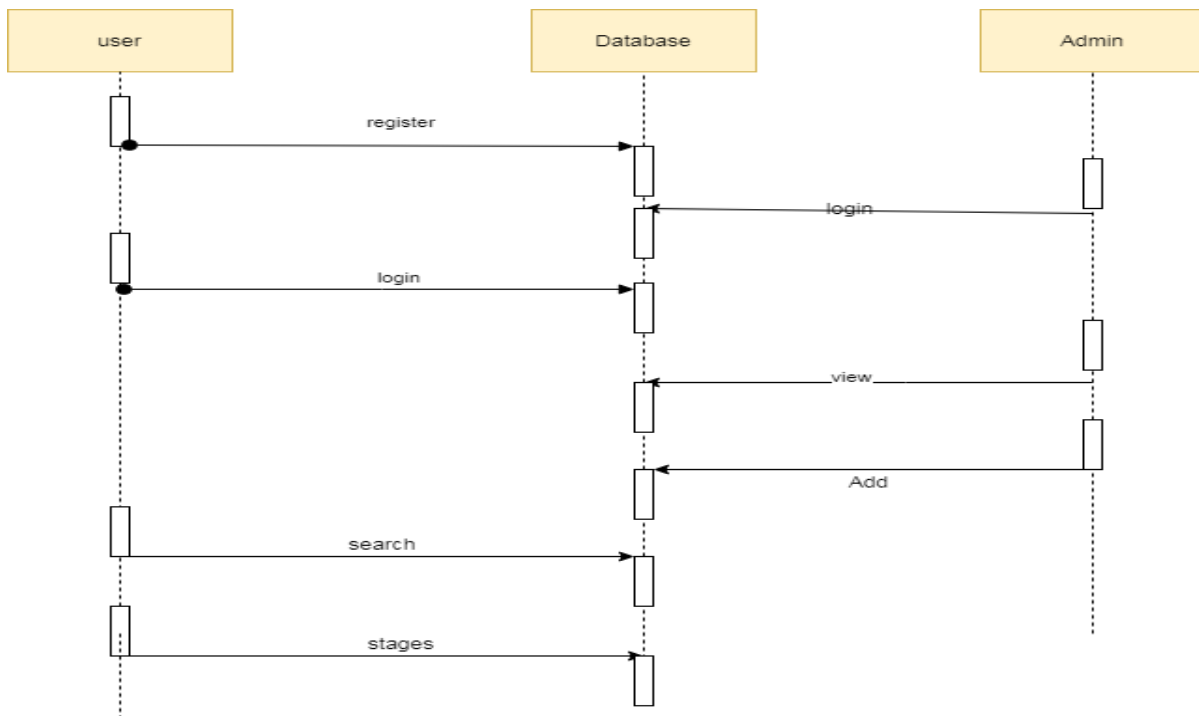 user
Database
Admin
register
login
login
view
Add
search
stages